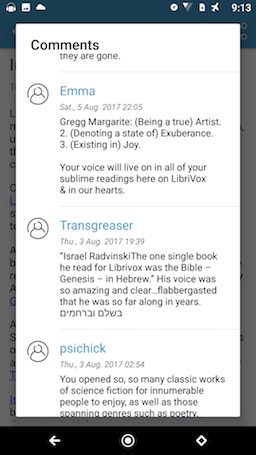 9:13
Comments
they are gone.
Emma
Sat., 5 Aug. 2017 22:05
Gregg Margarite: (Being a true) Artist.
2. (Denoting a state of) Exuberance.
3. (Existing in) Joy.
Your voice will live on in all of your
sublime readings here on LibriVox
& in our hearts.
Transgreaser
Thu., 3 Aug. 2017 19:39
"Israel RadvinskiThe one single book
he read for Librivox was the Bible –
Genesis – in Hebrew." His voice was
so amazing and clear…flabbergasted
that he was so far along in years.
בשלם וברחמים
psichick
Thu., 3 Aug. 2017 02:54
You opened so, so many classic works
of science fiction for innumerable
people to enjoy, as well as those
spanning genres such as poetry,